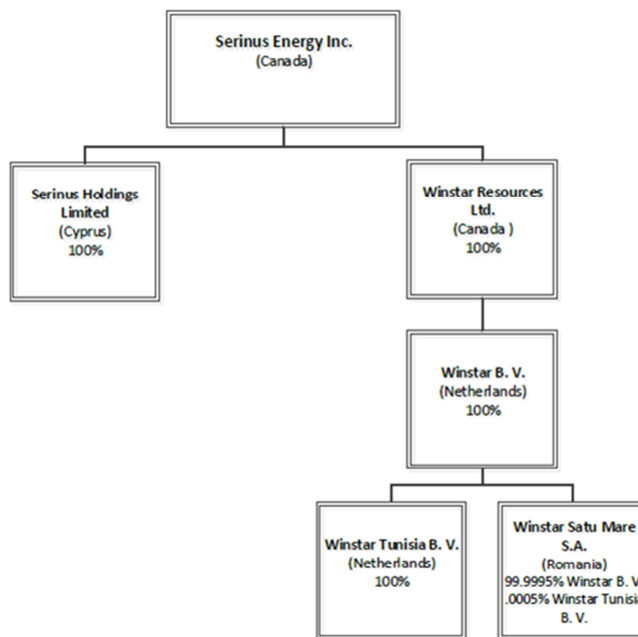 Serinus Energy Inc.
(Canada)
Serinus Holdings
Limited
(Cyprus)
100%
Winstar Resources
Ltd.
(Canada )
100%
Winstar B. V.
(Netherlands)
100%
Winstar Tunisia B. V.
(Netherlands)
100%
Winstar Satu Mare
S.A.
(Romania)
99.9995% Winstar B. V
.0005% Winstar Tunisia
B. V.